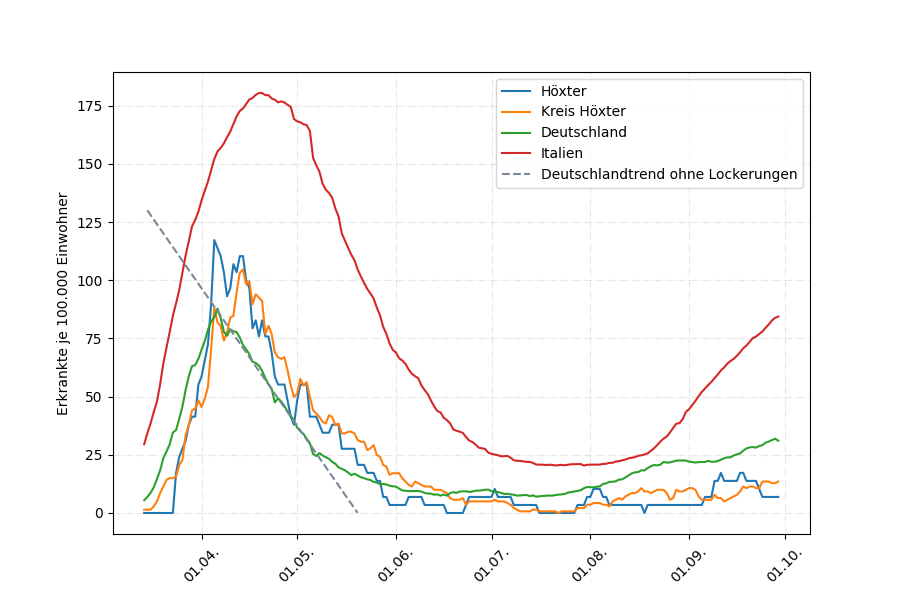 Höxter
Kreis Höxter
Deutschland
Italien
Deutschlandtrend ohne Lockerungen
Erkrankte je 100.000 Einwohner
175
150
125
100
75
50
25
0
01.04.
01.05.
01.06.
01.07.
01.08.
01.09.
01.10.